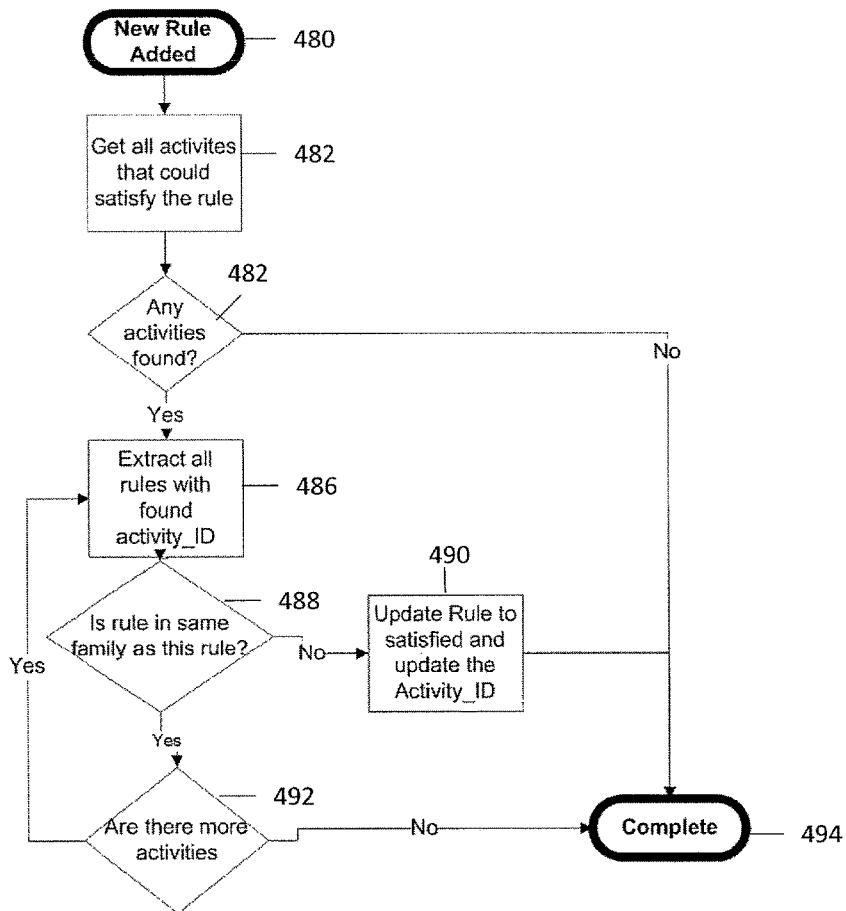 New Rule
Added
480
Get all activites
that could
satisfy the rule
482
482
Any
activities
found?
No
Yes
Extract all
rules with
found
activity_ID
486
488
490
Is rule in same
family as this rule?
No
Update Rule to
satisfied and
update the
Activity_ID
Yes
Yes
492
Are there more
activities
No
Complete
494